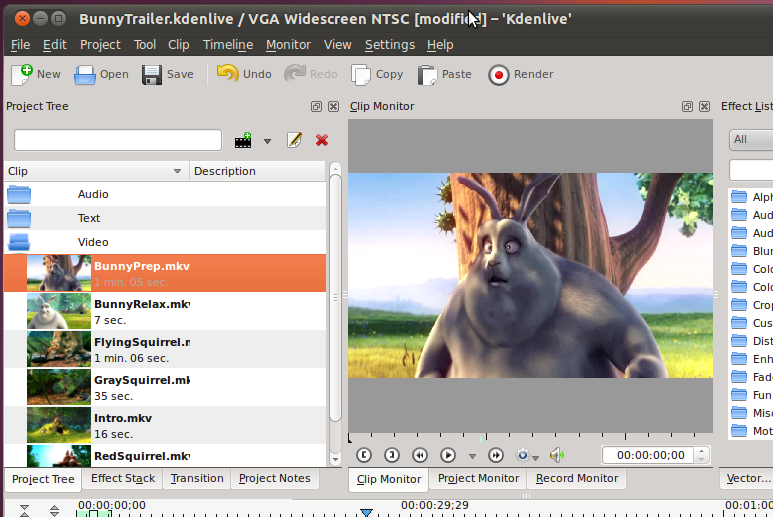 BunnyTrailer.kdenlive / VGA Widescreen NTSC [modified] – 'Kdenlive'
File Edit Project Tool Clip Timeline Monitor View Settings Help
New Open Save Undo Redo Copy Paste Render
Project Tree
Clip Monitor
Effect List
All
Clip Description
Audio
Text
Video
BunnyPrep.mkv
1 min. 05 sec.
BunnyRelax.mkv
7 sec.
FlyingSquirrel.m
1 min. 06 sec.
GraySquirrel.mk
35 sec.
Intro.mkv
16 sec.
RedSquirrel.mkv
Alph
Aud
Aud
Blur
Colo
Colo
Crop
Cus
Dist
Enh
Fade
Fun
Misc
Mot
00:00:00;00
Project Tree Effect Stack Transition Project Notes
Clip Monitor Project Monitor Record Monitor
Vector...
00:00:00;00 00:00:29;29 00:01:00